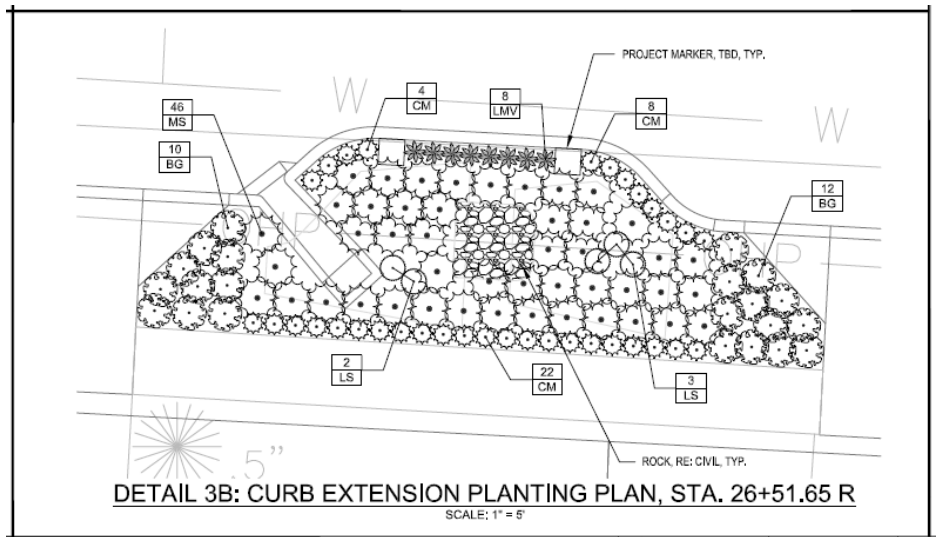 PROJECT MARKER, TBD, TYP.
W
W
4
CM
8
LMV
8
CM
46
MS
10
BG
12
BG
2
LS
22
CM
3
LS
.5"
ROCK, RE: CIVIL, TYP.
DETAIL 3B: CURB EXTENSION PLANTING PLAN, STA. 26+51.65 R
SCALE: 1" = 5'